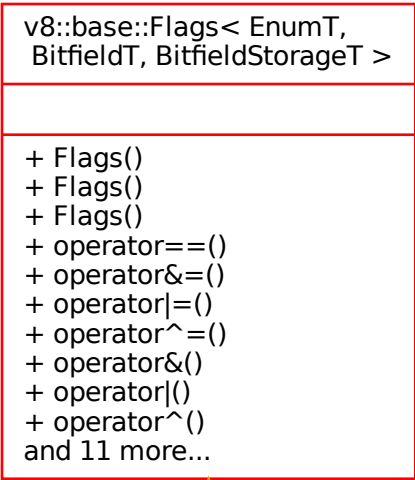 v8::base::Flags< EnumT,
BitfieldT, BitfieldStorageT >
+ Flags()
+ Flags()
+ Flags()
+ operator==()
+ operator&=()
+ operator|=()
+ operator^=()
+ operator&()
+ operator|()
+ operator^()
and 11 more...